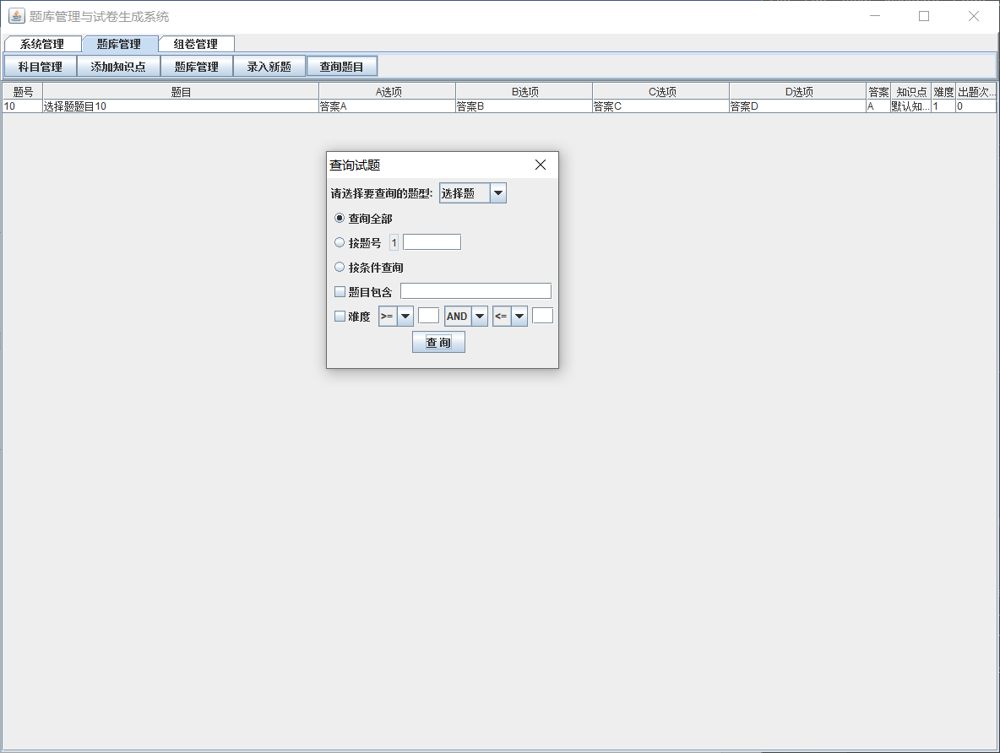 题库管理与试卷生成系统
系统管理 题库管理 组卷管理
科目管理 添加知识点 题库管理 录入新题 查询题目
题号 题目 A选项 B选项 C选项 D选项 答案 知识点 难度 出题次...
10 选择题题目10 答案A 答案B 答案C 答案D A 默认知... 1 0
查询试题
请选择要查询的题型: 选择题
查询全部
按题号 1
按条件查询
题目包含
难度 >= AND <=
查 询